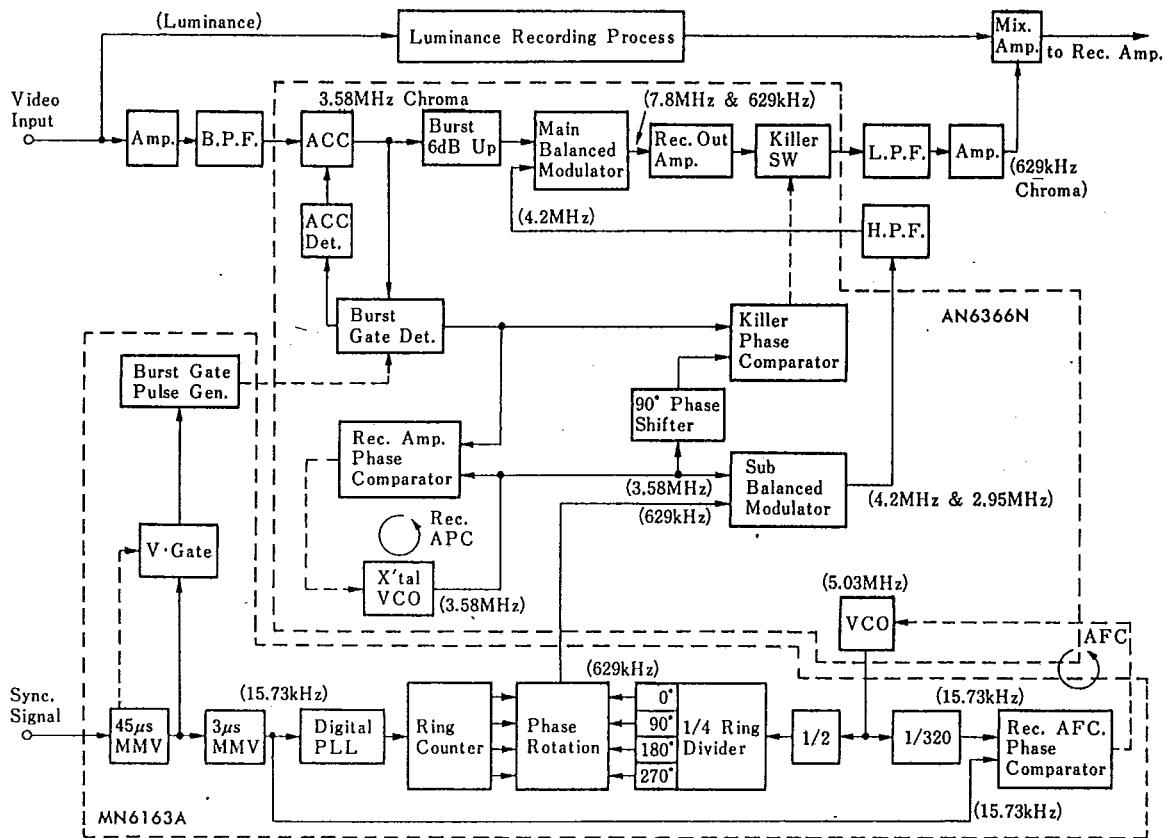 (Luminance)
Luminance Recording Process
Mix.
Amp.
to Rec. Amp.
Video
Input
Amp.
B.P.F.
3.58MHz Chroma
ACC
Burst
6dB Up
Main
Balanced
Modulator
(7.8MHz & 629kHz)
Rec. Out
Amp.
Killer
SW
L.P.F.
Amp.
(629kHz
Chroma)
ACC
Det.
(4.2MHz)
H.P.F.
Burst
Gate Det.
Killer
Phase
Comparator
AN6366N
Burst Gate
Pulse Gen.
90° Phase
Shifter
Rec. Amp.
Phase
Comparator
Sub
Balanced
Modulator
(3.58MHz)
(629kHz)
(4.2MHz & 2.95MHz)
Rec.
APC
V·Gate
X'tal
VCO
(3.58MHz)
(5.03MHz)
VCO
AFC
Sync.
Signal
45μs
MMV
3μs
MMV
(15.73kHz)
Digital
PLL
Ring
Counter
Phase
Rotation
(629kHz)
0°
90°
180°
270°
1/4 Ring
Divider
1/2
1/320
(15.73kHz)
Rec. AFC.
Phase
Comparator
(15.73kHz)
MN6163A